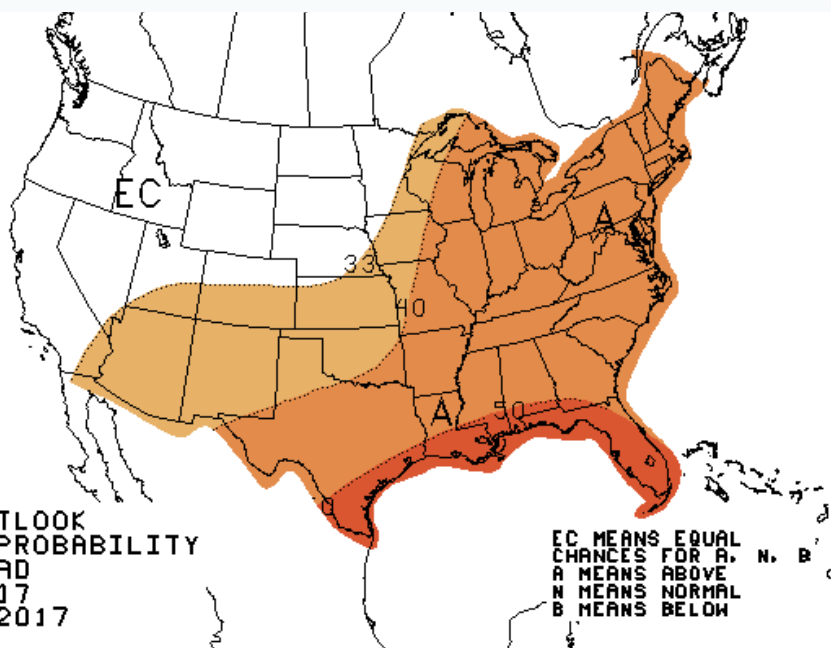 EC
A
33
40
A
50
TLOOK
PROBABILITY
AD
17
2017
EC MEANS EQUAL
CHANCES FOR A, N, B
A MEANS ABOVE
N MEANS NORMAL
B MEANS BELOW